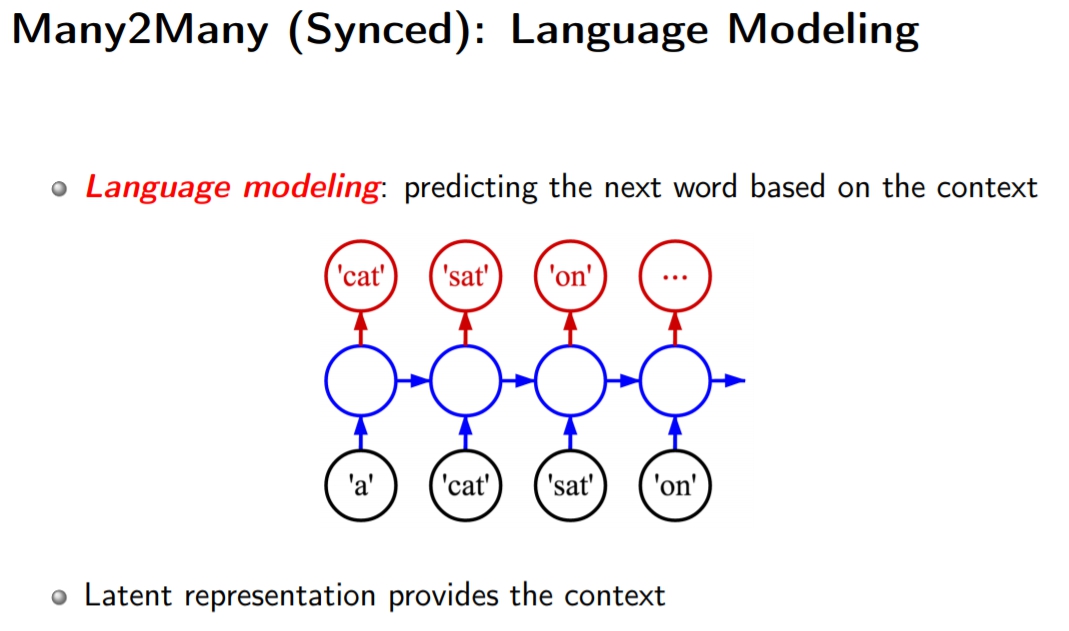 Many2Many (Synced): Language Modeling
Language modeling: predicting the next word based on the context
'cat' 'sat' 'on' ...
'a' 'cat' 'sat' 'on'
Latent representation provides the context